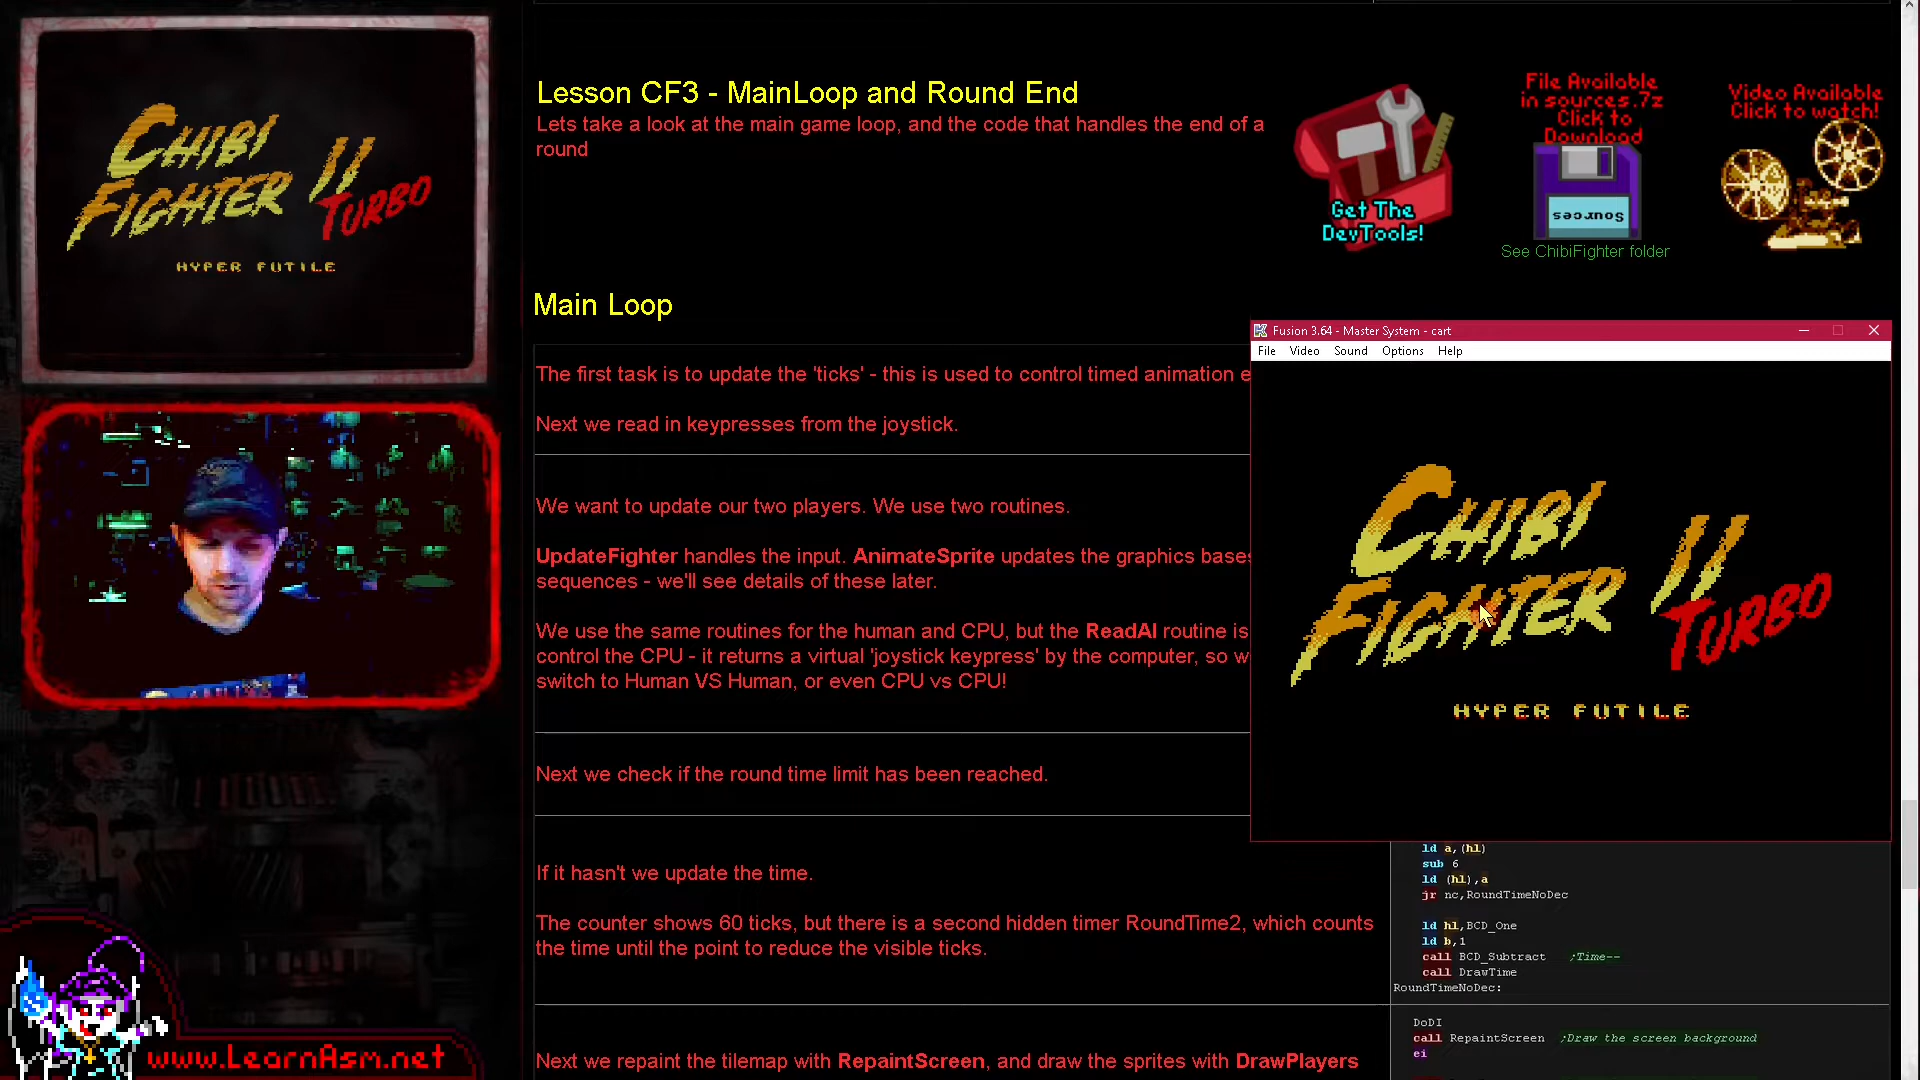 CHIBI
FIGHTER II
TURBO
HYPER FUTILE
Lesson CF3 - MainLoop and Round End
Lets take a look at the main game loop, and the code that handles the end of a
round
Get The
DevTools!
File Available
in sources.7z
Click to
Download
Sources
See ChibiFighter folder
Video Available
Click to watch!
Main Loop
The first task is to update the 'ticks' - this is used to control timed animation e
Next we read in keypresses from the joystick.
We want to update our two players. We use two routines.
UpdateFighter handles the input. AnimateSprite updates the graphics bases
sequences - we'll see details of these later.
We use the same routines for the human and CPU, but the ReadAI routine is
control the CPU - it returns a virtual 'joystick keypress' by the computer, so w
switch to Human VS Human, or even CPU vs CPU!
Next we check if the round time limit has been reached.
If it hasn't we update the time.
The counter shows 60 ticks, but there is a second hidden timer RoundTime2, which counts
the time until the point to reduce the visible ticks.
Next we repaint the tilemap with RepaintScreen, and draw the sprites with DrawPlayers
Fusion 3.64 - Master System - cart
File Video Sound Options Help
CHIBI
FIGHTER II
TURBO
HYPER FUTILE
ld a,(hl)
sub 6
ld (hl),a
jr nc,RoundTimeNoDec
ld hl,BCD_One
ld b,1
call BCD_Subtract ;Time--
call DrawTime
RoundTimeNoDec:
DoDI
call RepaintScreen ;Draw the screen background
ei
www.LearnAsm.net